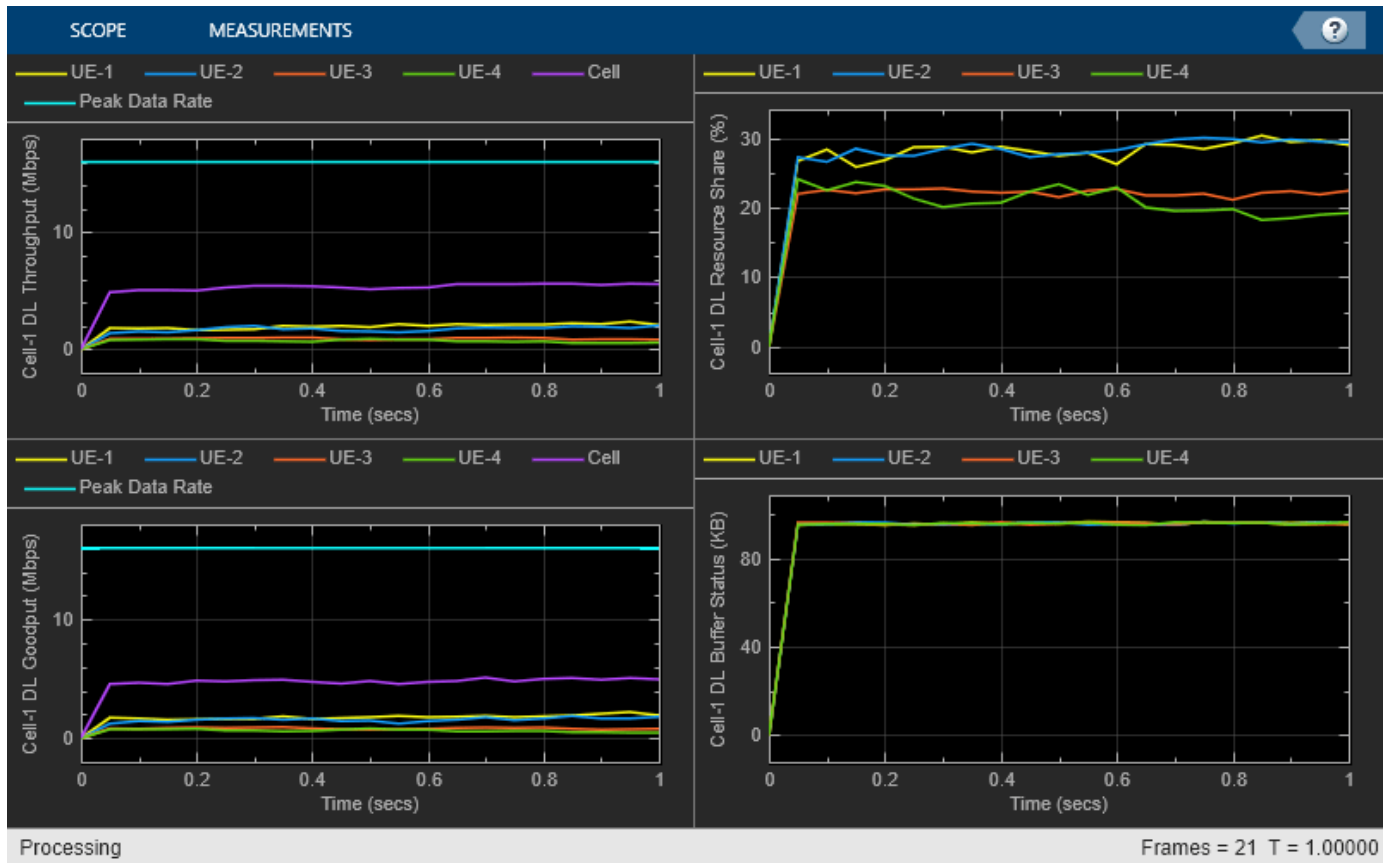 SCOPE MEASUREMENTS ?
UE-1 UE-2 UE-3 UE-4 Cell
Peak Data Rate
Cell-1 DL Throughput (Mbps)
10
0
0 0.2 0.4 0.6 0.8 1
Time (secs)
UE-1 UE-2 UE-3 UE-4
Cell-1 DL Resource Share (%)
30
20
10
0
0 0.2 0.4 0.6 0.8 1
Time (secs)
UE-1 UE-2 UE-3 UE-4 Cell
Peak Data Rate
Cell-1 DL Goodput (Mbps)
10
0
0 0.2 0.4 0.6 0.8 1
Time (secs)
UE-1 UE-2 UE-3 UE-4
Cell-1 DL Buffer Status (KB)
80
40
0
0 0.2 0.4 0.6 0.8 1
Time (secs)
Processing Frames = 21 T = 1.00000